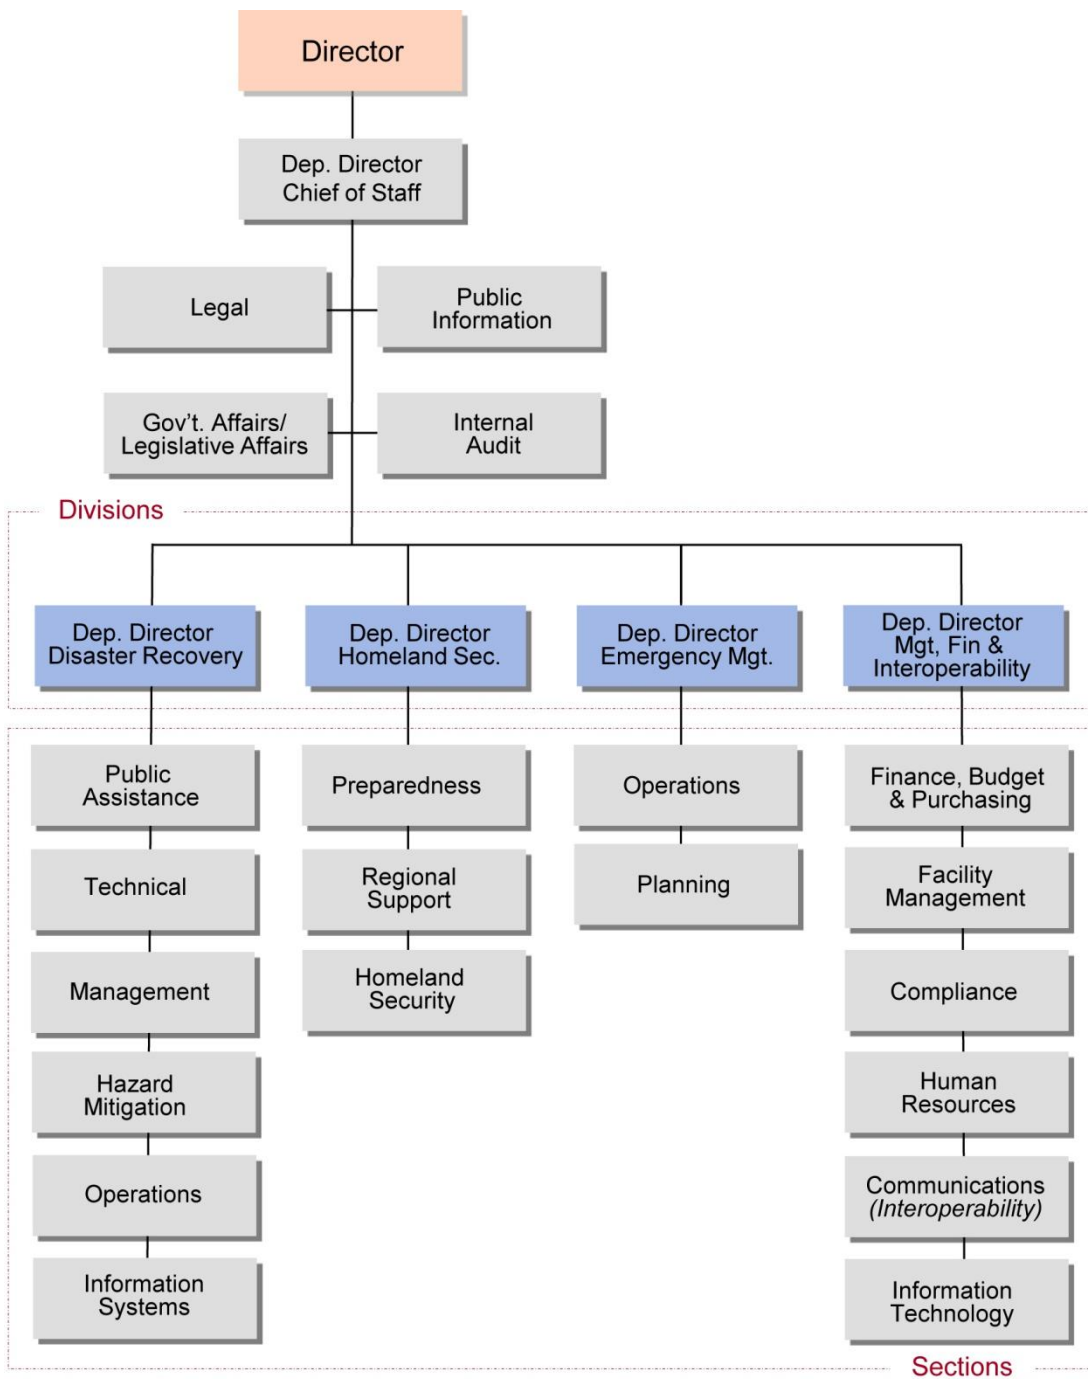 Director
Dep. Director
Chief of Staff
Legal
Public
Information
Gov't. Affairs/
Legislative Affairs
Internal
Audit
Divisions
Dep. Director
Disaster Recovery
Dep. Director
Homeland Sec.
Dep. Director
Emergency Mgt.
Dep. Director
Mgt, Fin &
Interoperability
Public
Assistance
Technical
Management
Hazard
Mitigation
Operations
Information
Systems
Preparedness
Regional
Support
Homeland
Security
Operations
Planning
Finance, Budget
& Purchasing
Facility
Management
Compliance
Human
Resources
Communications
(Interoperability)
Information
Technology
Sections